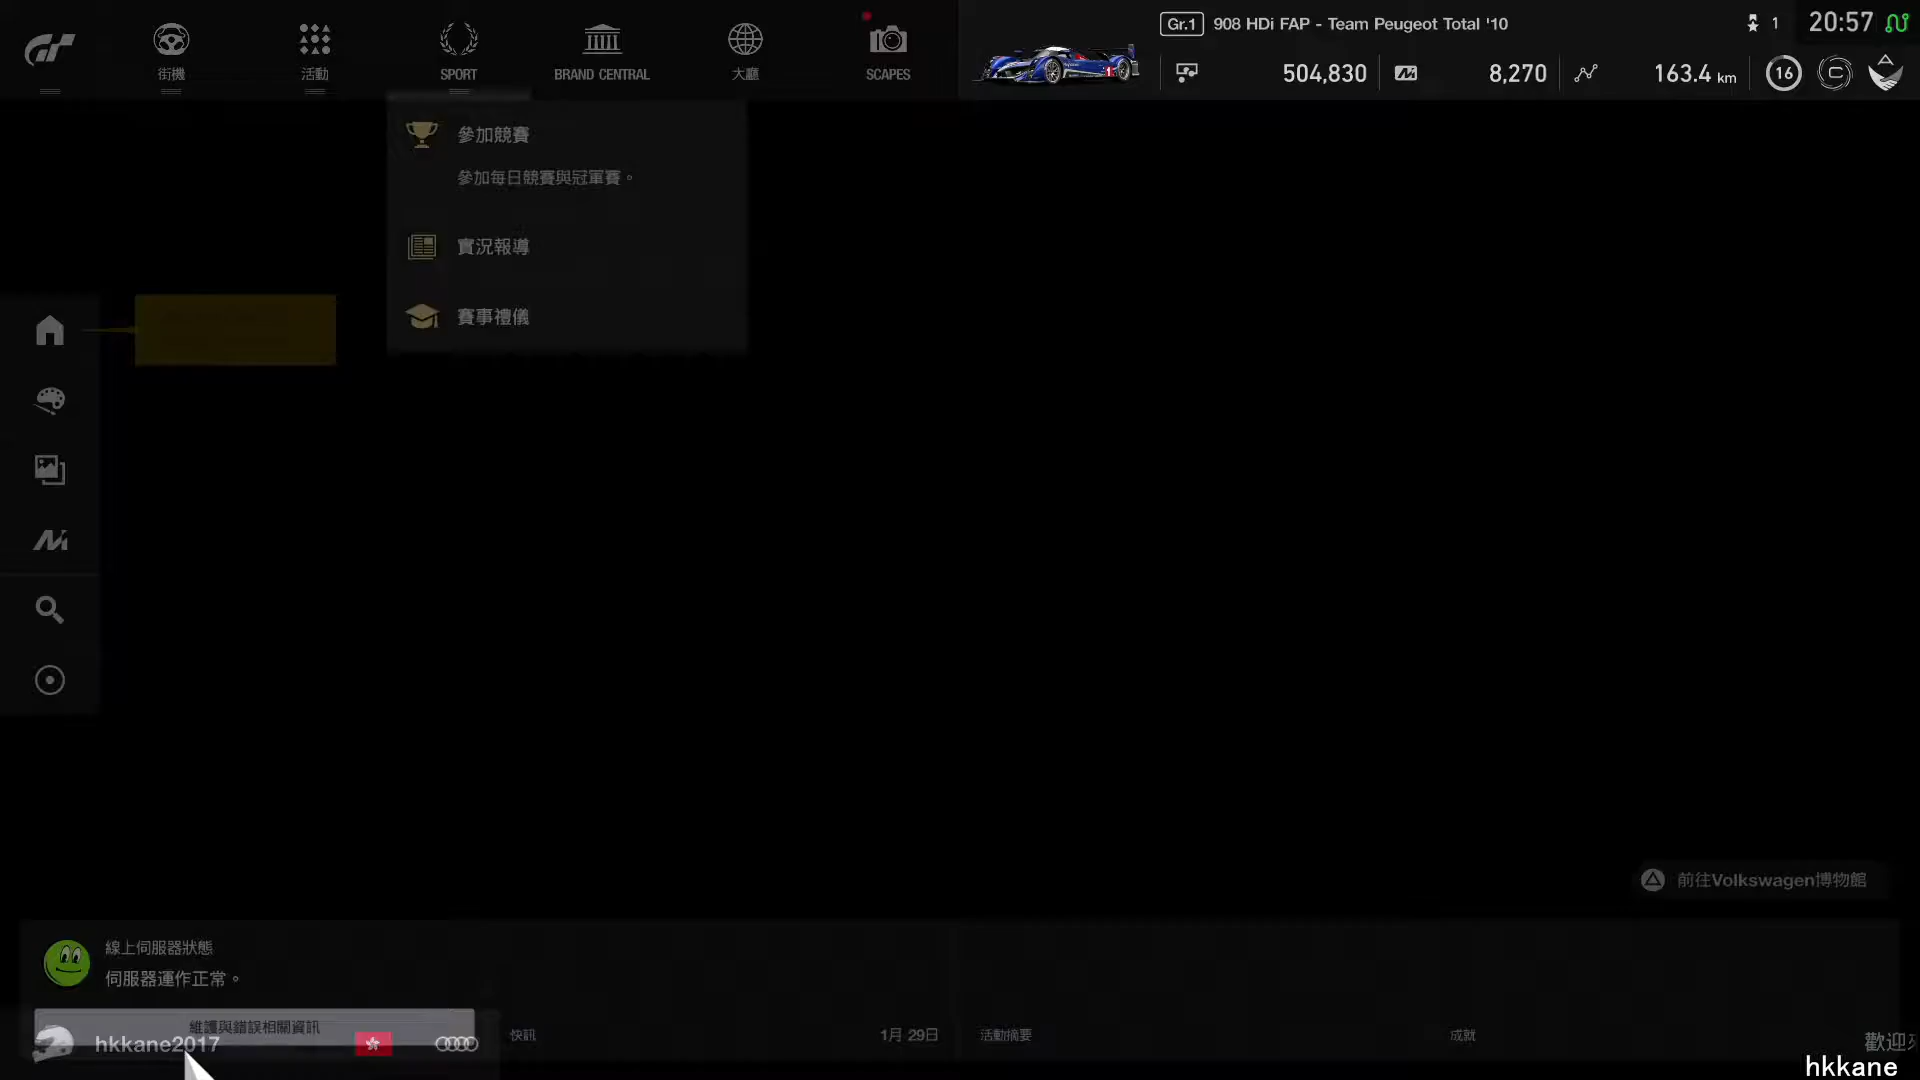 Gr.1 908 HDi FAP - Team Peugeot Total '10
1 20:57
504,830 8,270 163.4 km 16
街機 活動 SPORT BRAND CENTRAL 大廳 SCAPES
參加競賽
參加每日競賽與冠軍賽。
實況報導
賽事禮儀
前往Volkswagen博物館
線上伺服器狀態
伺服器運作正常。
維護與錯誤相關資訊
hkkane2017
快訊 1月 29日 活動摘要 成就
歡迎
hkkane